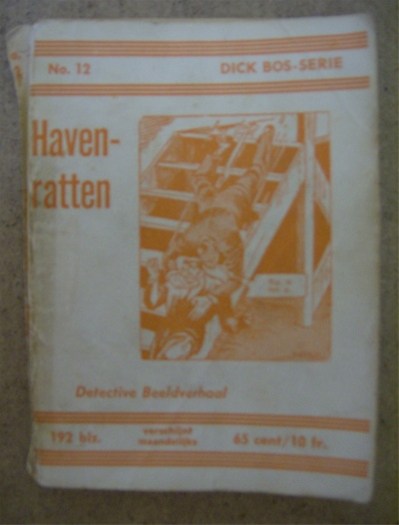 No. 12
DICK BOS-SERIE
Haven-
ratten
Detective Beeldverhaal
192 blz.
verschijnt
maandelijks
65 cent/10 fr.